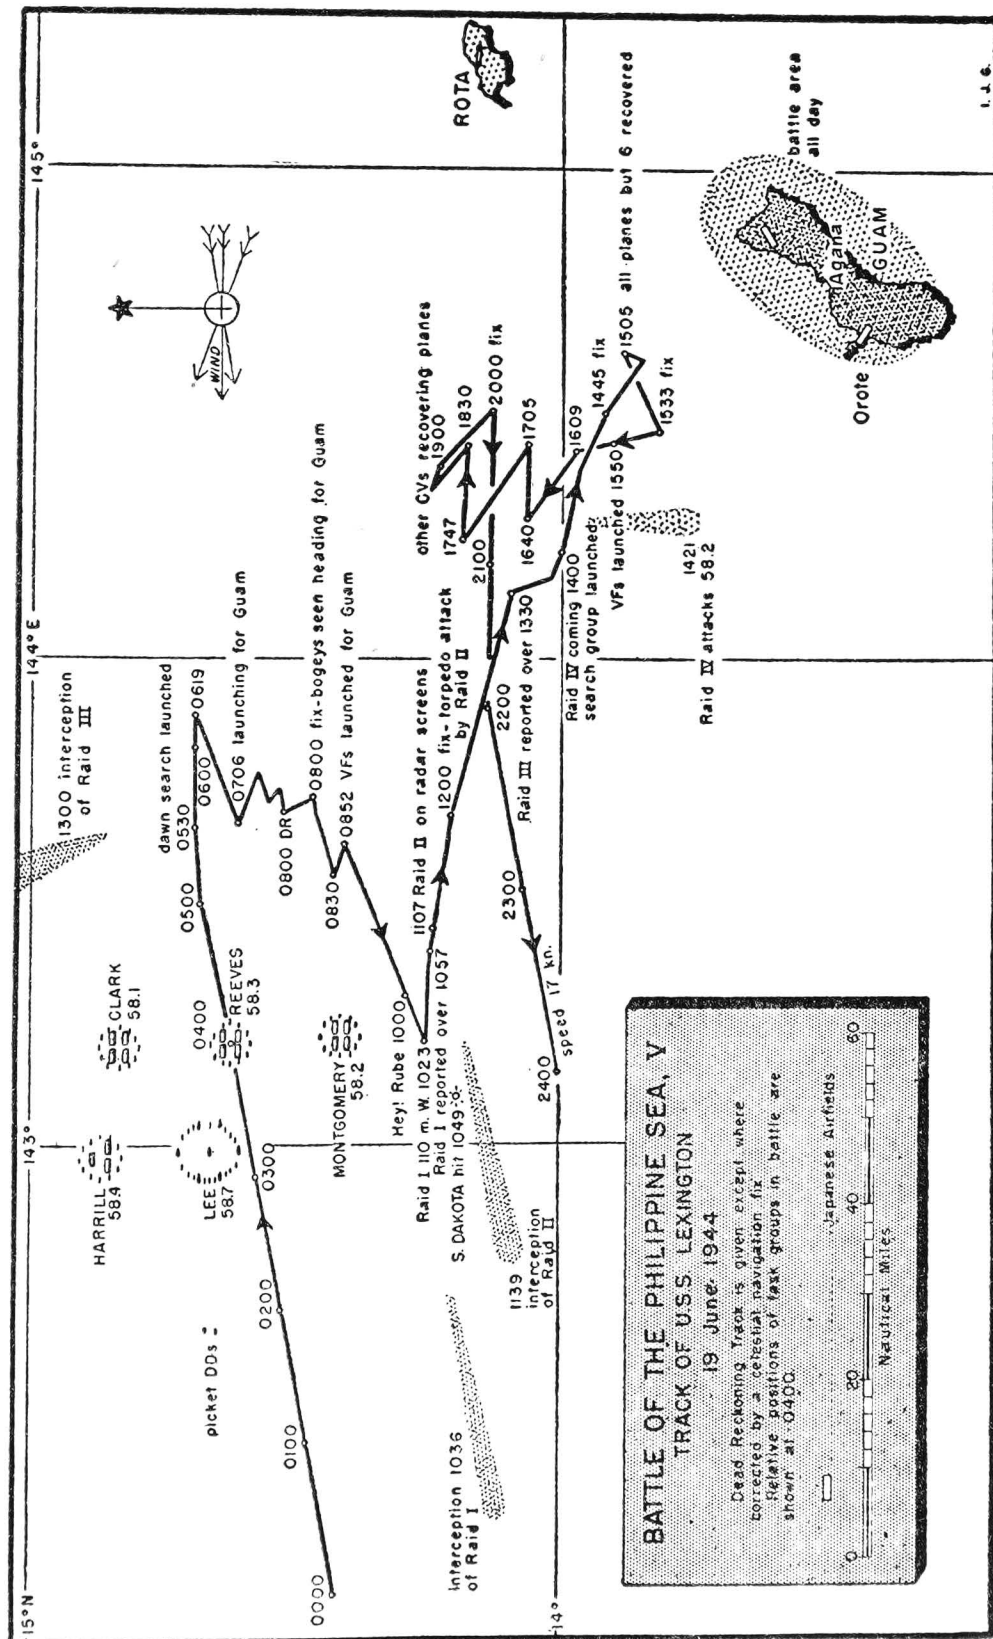 15°N
143°
144° E
145°
14°
ROTA
WIND
HARRILL
58.4
CLARK
58.1
LEE
58.7
REEVES
58.3
MONTGOMERY
58.2
picket DDs
0000
0100
0200
0300
0400
0500
dawn search launched
0530
0600
0619
1300 interception
of Raid III
0706 launching for Guam
0800 DR
0800 fix-bogeys seen heading for Guam
0830
0852 VFs launched for Guam
Hey! Rube 1000
Raid I 110 m. W. 1023
Raid I reported over 1057
S. DAKOTA hit 1049
1107 Raid II on radar screens
Interception 1036
of Raid I
1139
interception
of Raid II
1200 fix-torpedo attack
by Raid II
Raid III reported over 1330
Raid IV coming 1400
search group launched
1421
Raid IV attacks 58.2
1445 fix
1505 all planes but 6 recovered
1533 fix
VFs launched 1550
1609
1640
1705
1747
other CVs recovering planes
1830
1900
2000 fix
2100
2200
2300
2400
speed 17 kn.
battle area
all day
Agana
GUAM
Orote
BATTLE OF THE PHILIPPINE SEA, V
TRACK OF U.S.S. LEXINGTON
19 June 1944
Dead Reckoning Track is given except where
corrected by a celestial navigation fix
Relative positions of task groups in battle are
shown at 0400.
Japanese Airfields
0 20 40 60
Nautical Miles